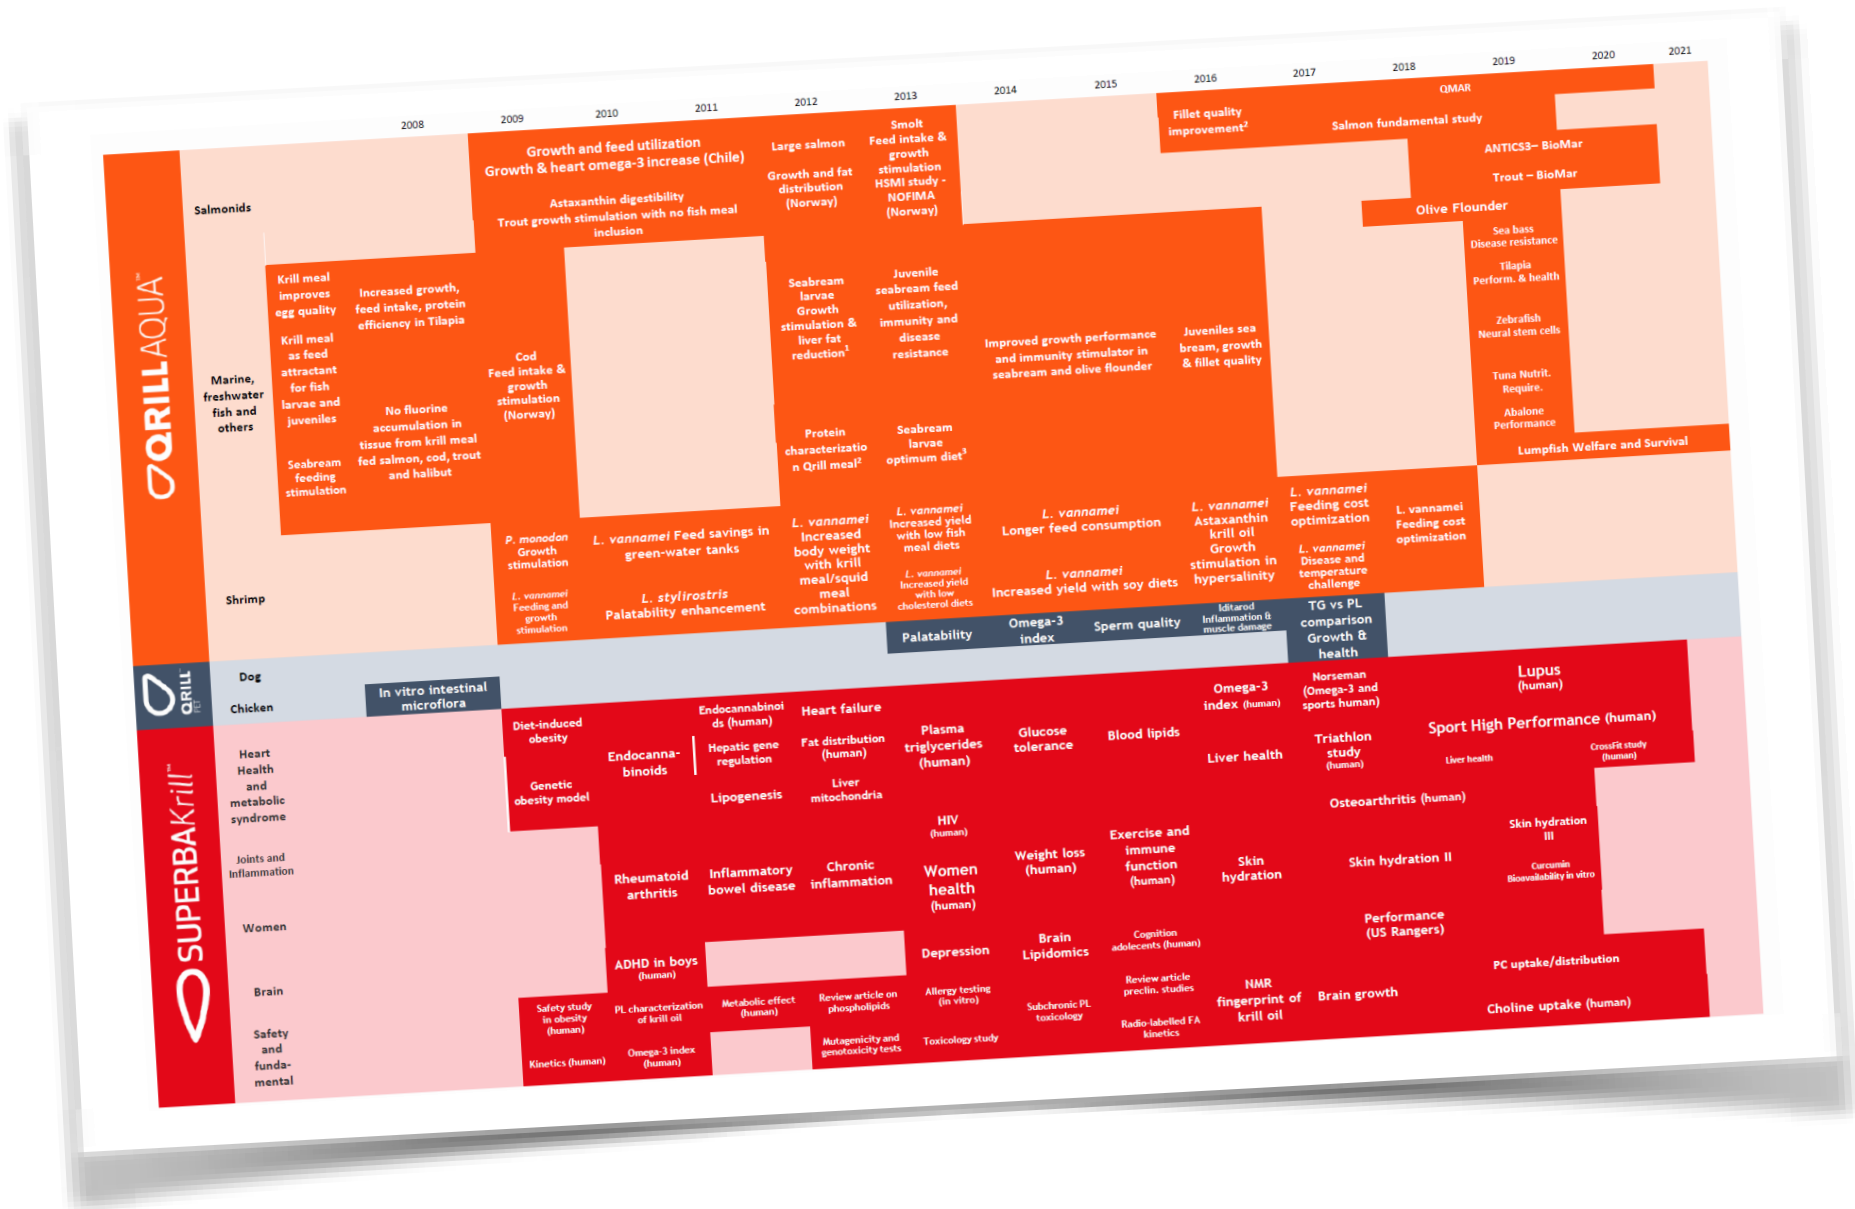 2008
2009
2010
2011
2012
2013
2014
2015
2016
2017
2018
2019
2020
2021
QRILLAQUA™
Salmonids
Growth and feed utilization
Growth & heart omega-3 increase (Chile)
Astaxanthin digestibility
Trout growth stimulation with no fish meal
inclusion
Large salmon
Growth and fat
distribution
(Norway)
Smolt
Feed intake &
growth
stimulation
HSMI study -
NOFIMA
(Norway)
Fillet quality
improvement²
QMAR
Salmon fundamental study
ANTICS3– BioMar
Trout – BioMar
Marine,
freshwater
fish and
others
Krill meal
improves
egg quality
Krill meal
as feed
attractant
for fish
larvae and
juveniles
Seabream
feeding
stimulation
Increased growth,
feed intake, protein
efficiency in Tilapia
No fluorine
accumulation in
tissue from krill meal
fed salmon, cod, trout
and halibut
Cod
Feed intake &
growth
stimulation
(Norway)
Seabream
larvae
Growth
stimulation &
liver fat
reduction¹
Protein
characterizatio
n Qrill meal²
Juvenile
seabream feed
utilization,
immunity and
disease
resistance
Seabream
larvae
optimum diet³
Improved growth performance
and immunity stimulator in
seabream and olive flounder
Juveniles sea
bream, growth
& fillet quality
Olive Flounder
Sea bass
Disease resistance
Tilapia
Perform. & health
Zebrafish
Neural stem cells
Tuna Nutrit.
Require.
Abalone
Performance
Lumpfish Welfare and Survival
Shrimp
P. monodon
Growth
stimulation
L. vannamei
Feeding and
growth
stimulation
L. vannamei Feed savings in
green-water tanks
L. stylirostris
Palatability enhancement
L. vannamei
Increased
body weight
with krill
meal/squid
meal
combinations
L. vannamei
Increased yield
with low fish
meal diets
L. vannamei
Increased yield
with low
cholesterol diets
L. vannamei
Longer feed consumption
L. vannamei
Increased yield with soy diets
L. vannamei
Astaxanthin
krill oil
Growth
stimulation in
hypersalinity
L. vannamei
Feeding cost
optimization
L. vannamei
Disease and
temperature
challenge
L. vannamei
Feeding cost
optimization
QRILL™
PET
Dog
Palatability
Omega-3
index
Sperm quality
Iditarod
Inflammation &
muscle damage
TG vs PL
comparison
Growth &
health
Chicken
In vitro intestinal
microflora
SUPERBAKrill™
Heart
Health
and
metabolic
syndrome
Diet-induced
obesity
Genetic
obesity model
Endocanna-
binoids
Endocannabinoi
ds (human)
Hepatic gene
regulation
Lipogenesis
Heart failure
Fat distribution
(human)
Liver
mitochondria
Plasma
triglycerides
(human)
Glucose
tolerance
Blood lipids
Omega-3
index (human)
Liver health
Norseman
(Omega-3 and
sports human)
Triathlon
study
(human)
Lupus
(human)
Sport High Performance (human)
Liver health
CrossFit study
(human)
Joints and
Inflammation
Rheumatoid
arthritis
Inflammatory
bowel disease
Chronic
inflammation
HIV
(human)
Women
health
(human)
Weight loss
(human)
Exercise and
immune
function
(human)
Skin
hydration
Osteoarthritis (human)
Skin hydration II
Skin hydration
III
Curcumin
Bioavailability in vitro
Women
Performance
(US Rangers)
Brain
ADHD in boys
(human)
Depression
Brain
Lipidomics
Cognition
adolecents (human)
Safety
and
funda-
mental
Safety study
in obesity
(human)
Kinetics (human)
PL characterization
of krill oil
Omega-3 index
(human)
Metabolic effect
(human)
Review article on
phospholipids
Mutagenicity and
genotoxicity tests
Allergy testing
(in vitro)
Toxicology study
Subchronic PL
toxicology
Review article
preclin. studies
Radio-labelled FA
kinetics
NMR
fingerprint of
krill oil
Brain growth
PC uptake/distribution
Choline uptake (human)